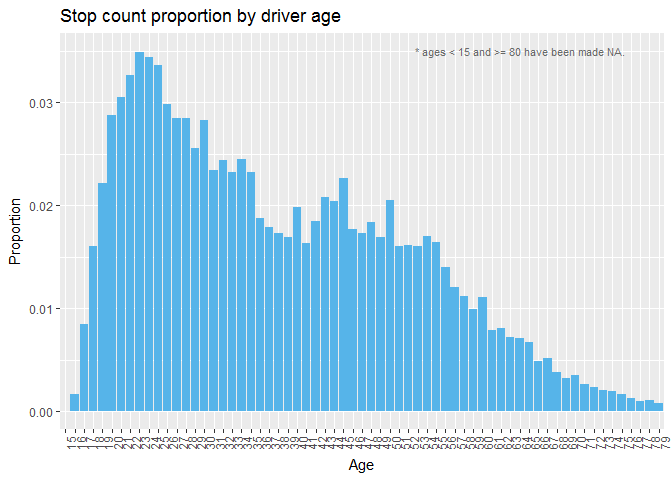 Stop count proportion by driver age
* ages < 15 and >= 80 have been made NA.
0.03
0.02
0.01
0.00
Proportion
15 16 17 18 19 20 21 22 23 24 25 26 27 28 29 30 31 32 33 34 35 36 37 38 39 40 41 42 43 44 45 46 47 48 49 50 51 52 53 54 55 56 57 58 59 60 61 62 63 64 65 66 67 68 69 70 71 72 73 74 75 76 77 78 79
Age